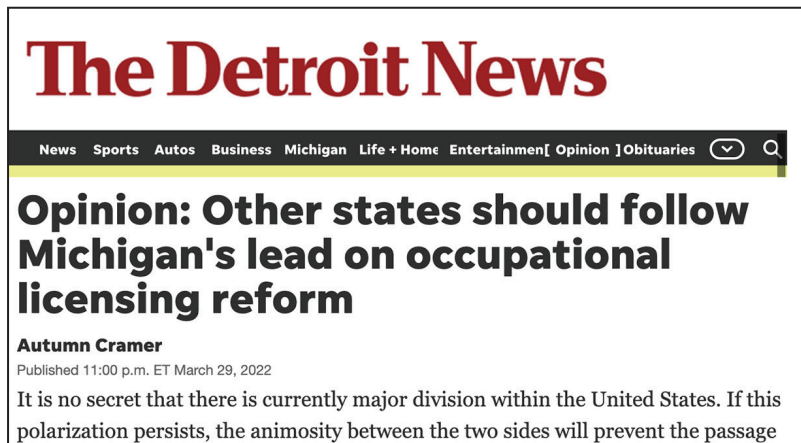 The Detroit News
News Sports Autos Business Michigan Life + Home Entertainmen[ Opinion ]Obituaries
Opinion: Other states should follow
Michigan's lead on occupational
licensing reform
Autumn Cramer
Published 11:00 p.m. ET March 29, 2022
It is no secret that there is currently major division within the United States. If this
polarization persists, the animosity between the two sides will prevent the passage